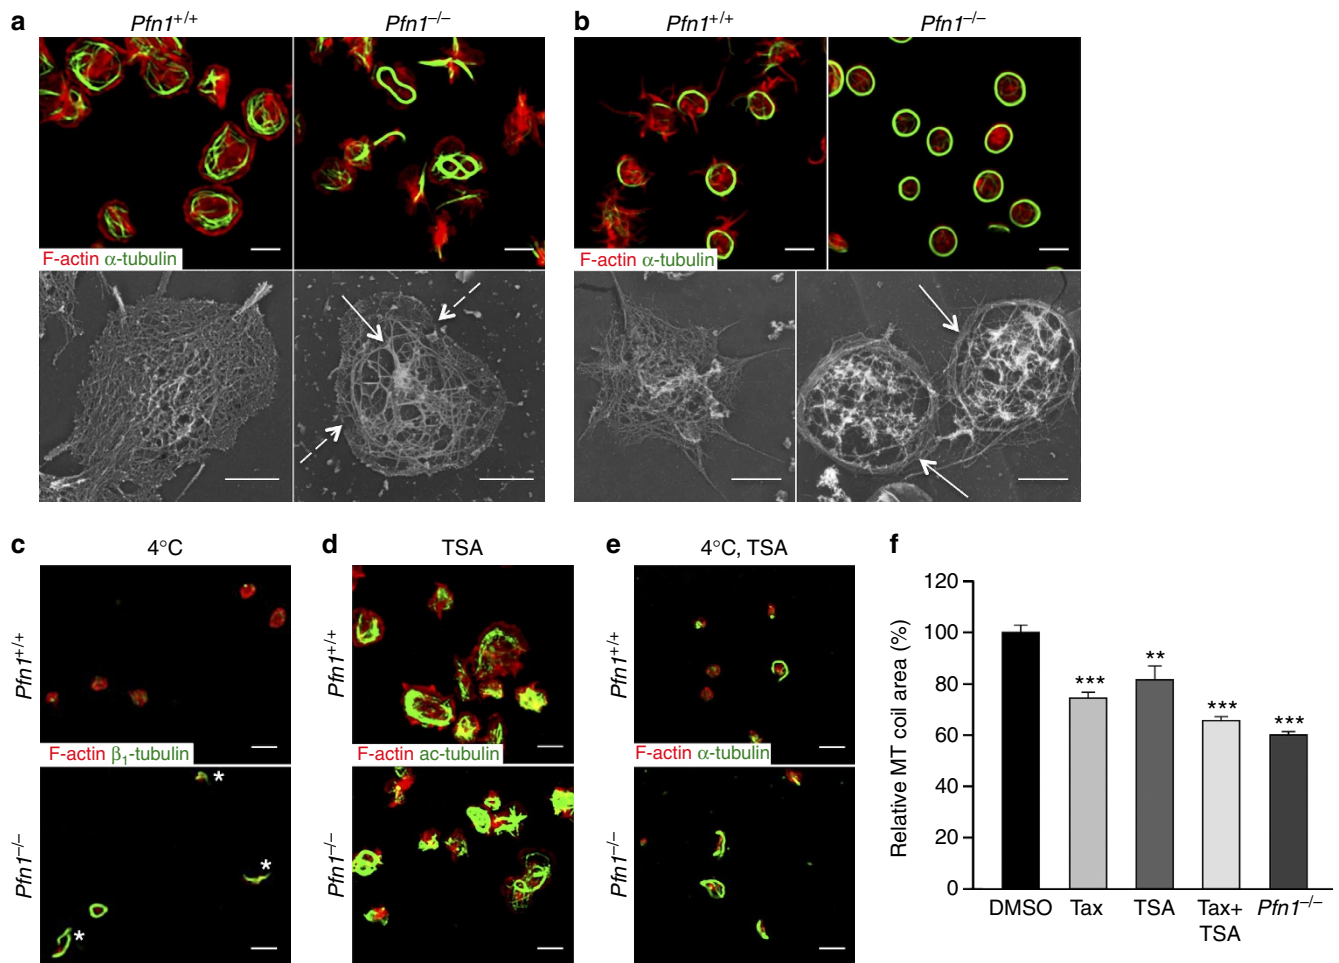 a
Pfn1+/+
Pfn1–/–
F-actin α-tubulin
b
Pfn1+/+
Pfn1–/–
F-actin α-tubulin
c
4°C
Pfn1+/+
F-actin β1-tubulin
Pfn1–/–
*
*
*
d
TSA
Pfn1+/+
F-actin ac-tubulin
Pfn1–/–
e
4°C, TSA
Pfn1+/+
F-actin α-tubulin
Pfn1–/–
f
Relative MT coil area (%)
120
100
80
60
40
20
0
***
**
***
***
DMSO
Tax
TSA
Tax+
TSA
Pfn1–/–